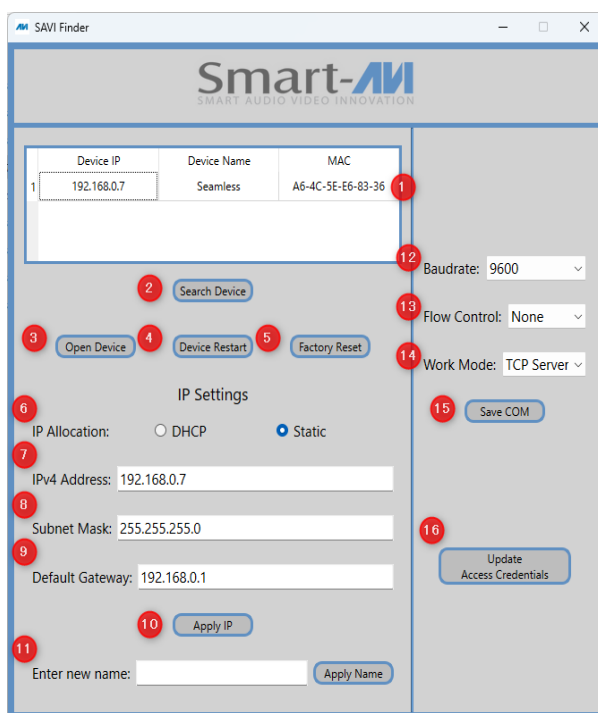 SAVI Finder
Smart-AVI
SMART AUDIO VIDEO INNOVATION
Device IP Device Name MAC
1 192.168.0.7 Seamless A6-4C-5E-E6-83-36 1
2 Search Device
3 Open Device 4 Device Restart 5 Factory Reset
IP Settings
6
IP Allocation: DHCP Static
7
IPv4 Address: 192.168.0.7
8
Subnet Mask: 255.255.255.0
9
Default Gateway: 192.168.0.1
10 Apply IP
11
Enter new name: Apply Name
12
Baudrate: 9600
13
Flow Control: None
14
Work Mode: TCP Server
15 Save COM
16
Update
Access Credentials